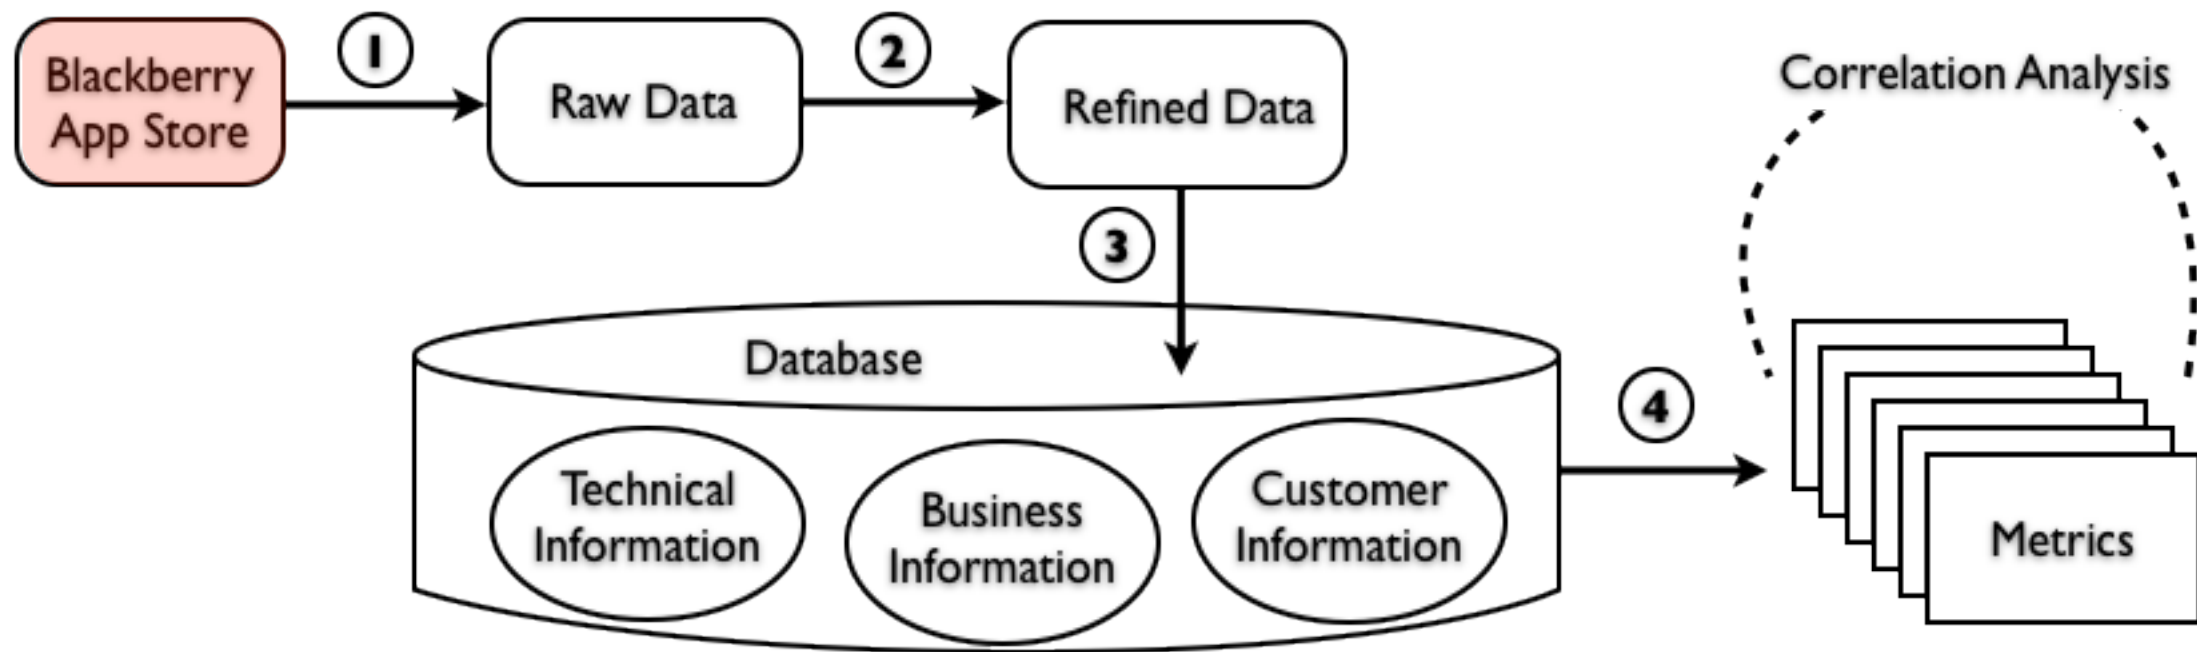 Blackberry
App Store
1
Raw Data
2
Refined Data
3
Correlation Analysis
Database
Technical
Information
Business
Information
Customer
Information
4
Metrics